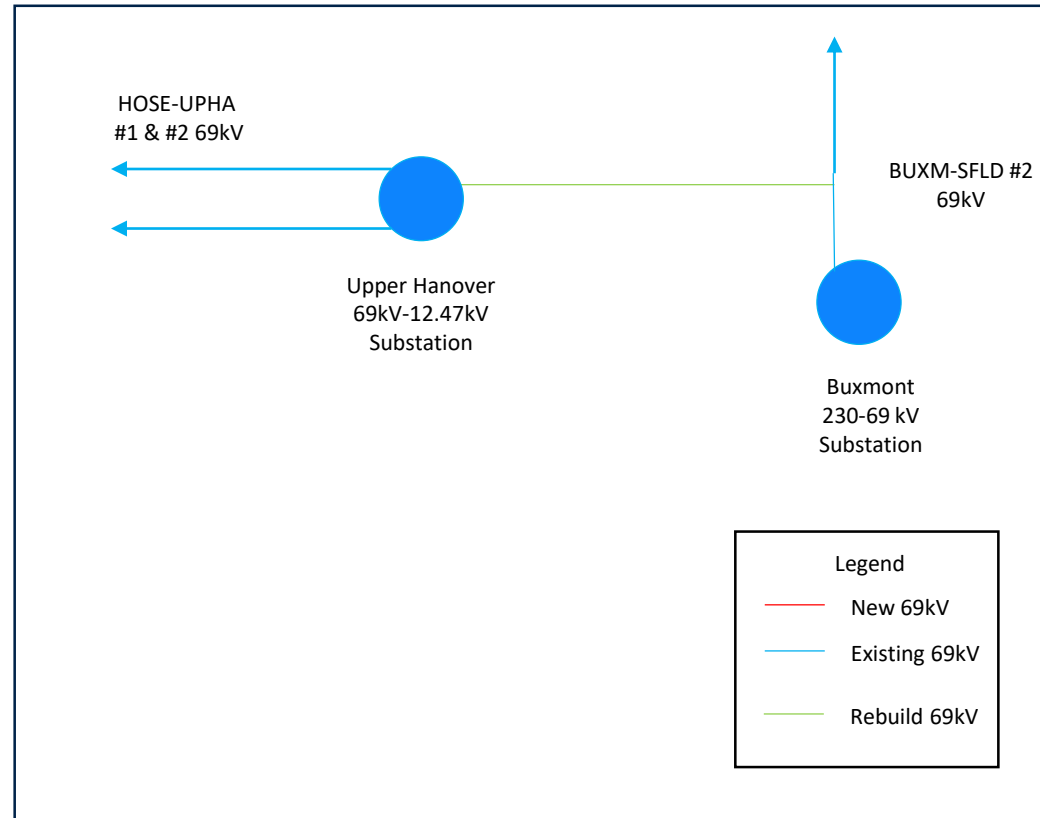 HOSE-UPHA
#1 & #2 69kV
BUXM-SFLD #2
69kV
Upper Hanover
69kV-12.47kV
Substation
Buxmont
230-69 kV
Substation
Legend
New 69kV
Existing 69kV
Rebuild 69kV